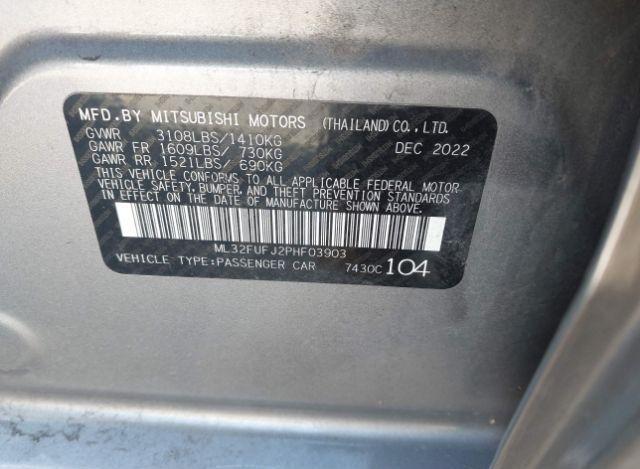 MFD.BY MITSUBISHI MOTORS (THAILAND)CO.,LTD.
GVWR 3108LBS/1410KG DEC 2022
GAWR FR 1609LBS/ 730KG
GAWR RR 1521LBS/ 690KG
THIS VEHICLE CONFORMS TO ALL APPLICABLE FEDERAL MOTOR
VEHICLE SAFETY, BUMPER, AND THEFT PREVENTION STANDARDS
IN EFFECT ON THE DATE OF MANUFACTURE SHOWN ABOVE.
ML32FUFJ2PHF03903
VEHICLE TYPE:PASSENGER CAR 7430C 104